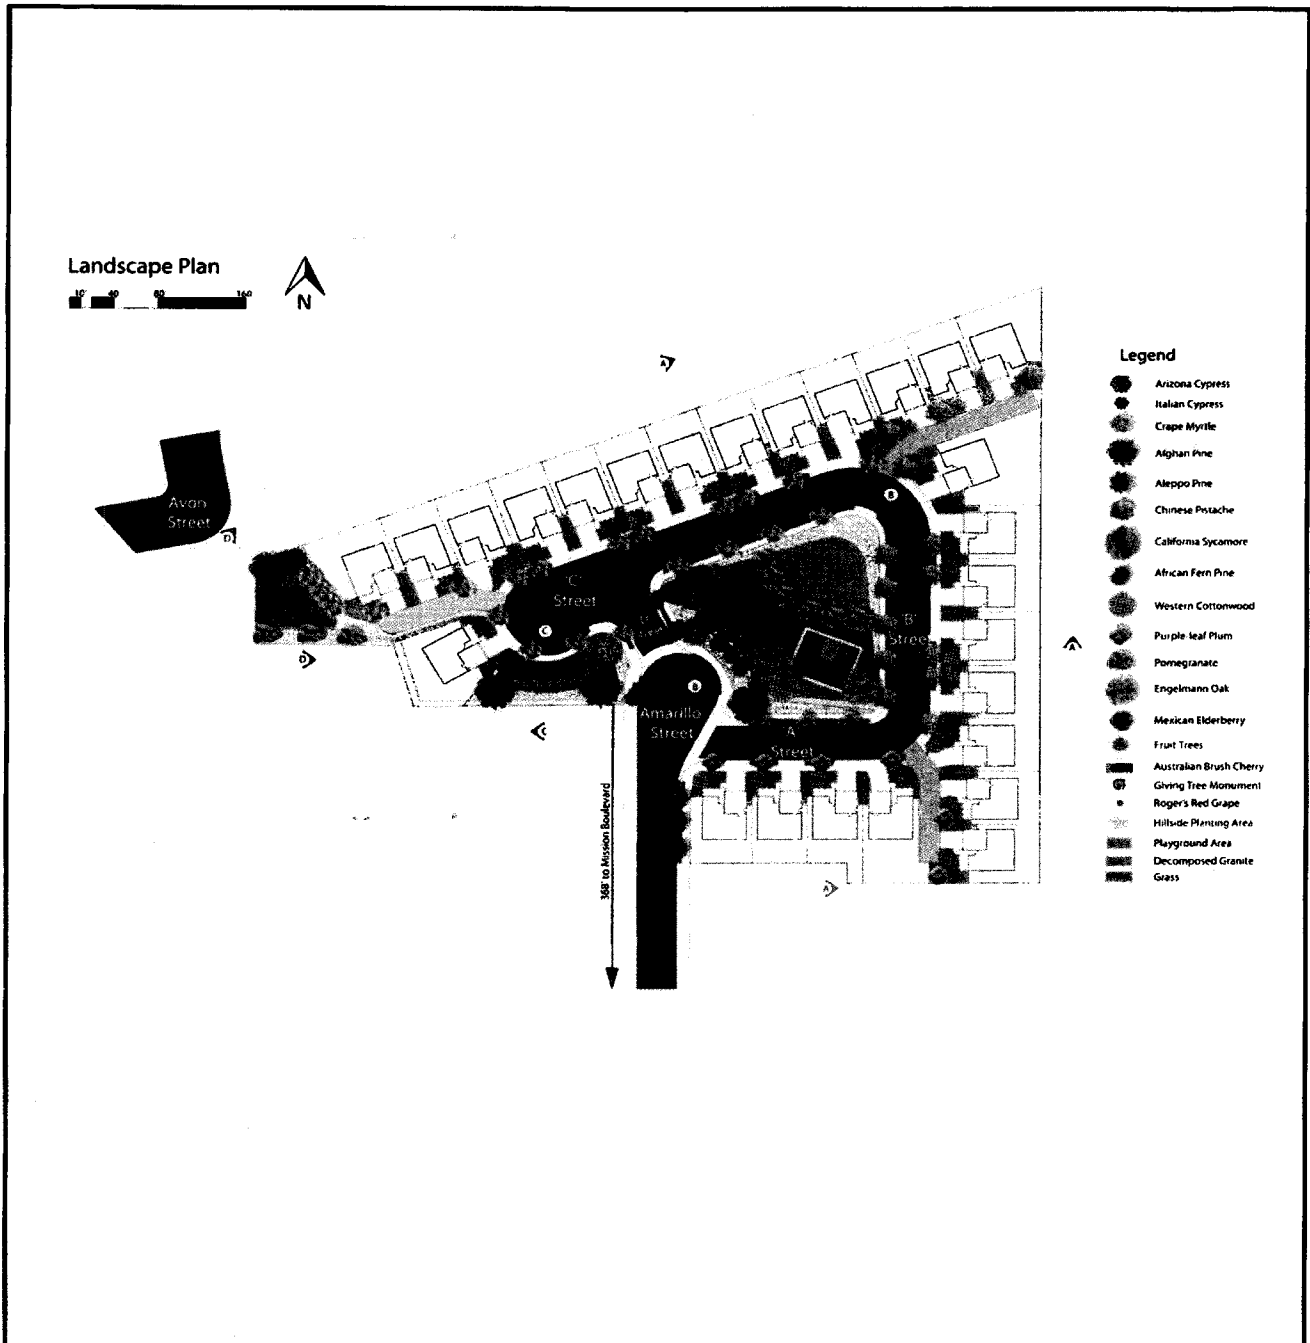 Landscape Plan
10' 40 80 160
N
Legend
Arizona Cypress
Italian Cypress
Crape Myrtle
Afghan Pine
Aleppo Pine
Chinese Pistache
California Sycamore
African Fern Pine
Western Cottonwood
Purple-leaf Plum
Pomegranate
Engelmann Oak
Mexican Elderberry
Fruit Trees
Australian Brush Cherry
Giving Tree Monument
Roger's Red Grape
Hillside Planting Area
Playground Area
Decomposed Granite
Grass
A
Avon
Street
D
B
C
Street
C
B
Street
A
D
B
Amarillo
Street
C
A
Street
368' to Mission Boulevard
A